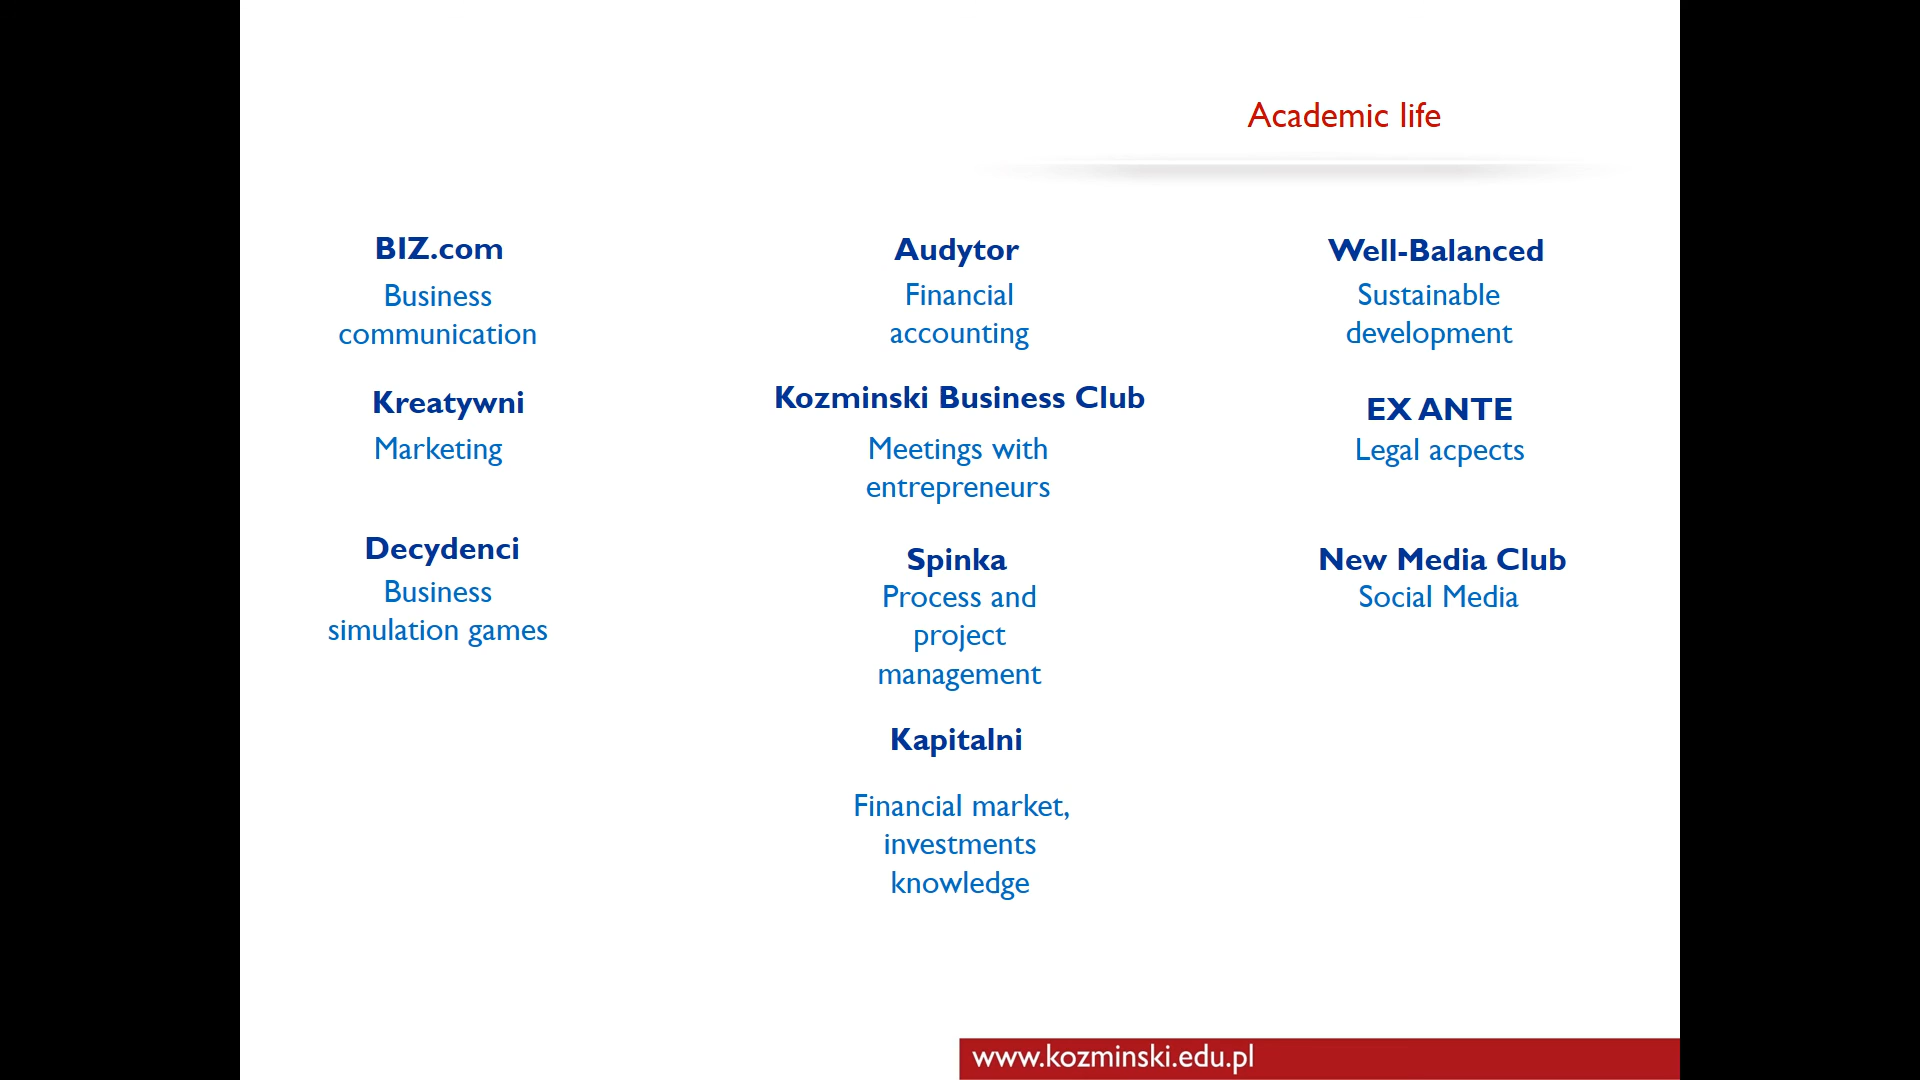 Academic life
BIZ.com
Business
communication
Kreatywni
Marketing
Decydenci
Business
simulation games
Audytor
Financial
accounting
Kozminski Business Club
Meetings with
entrepreneurs
Spinka
Process and
project
management
Kapitalni
Financial market,
investments
knowledge
Well-Balanced
Sustainable
development
EX ANTE
Legal acpects
New Media Club
Social Media
www.kozminski.edu.pl